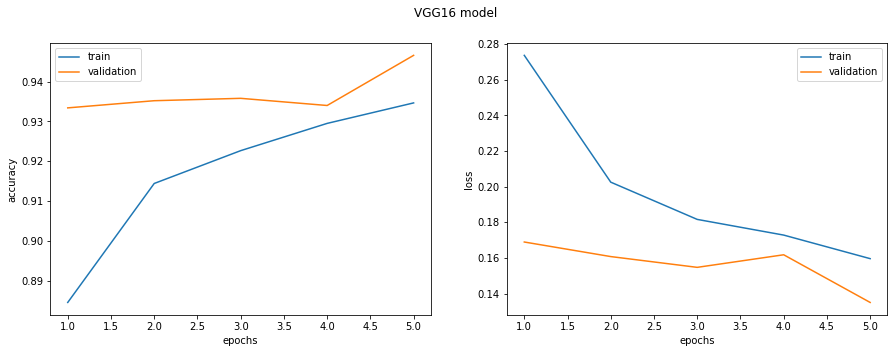 VGG16 model
train
validation
0.94
0.93
0.92
0.91
0.90
0.89
accuracy
1.0 1.5 2.0 2.5 3.0 3.5 4.0 4.5 5.0
epochs
train
validation
0.28
0.26
0.24
0.22
0.20
0.18
0.16
0.14
loss
1.0 1.5 2.0 2.5 3.0 3.5 4.0 4.5 5.0
epochs